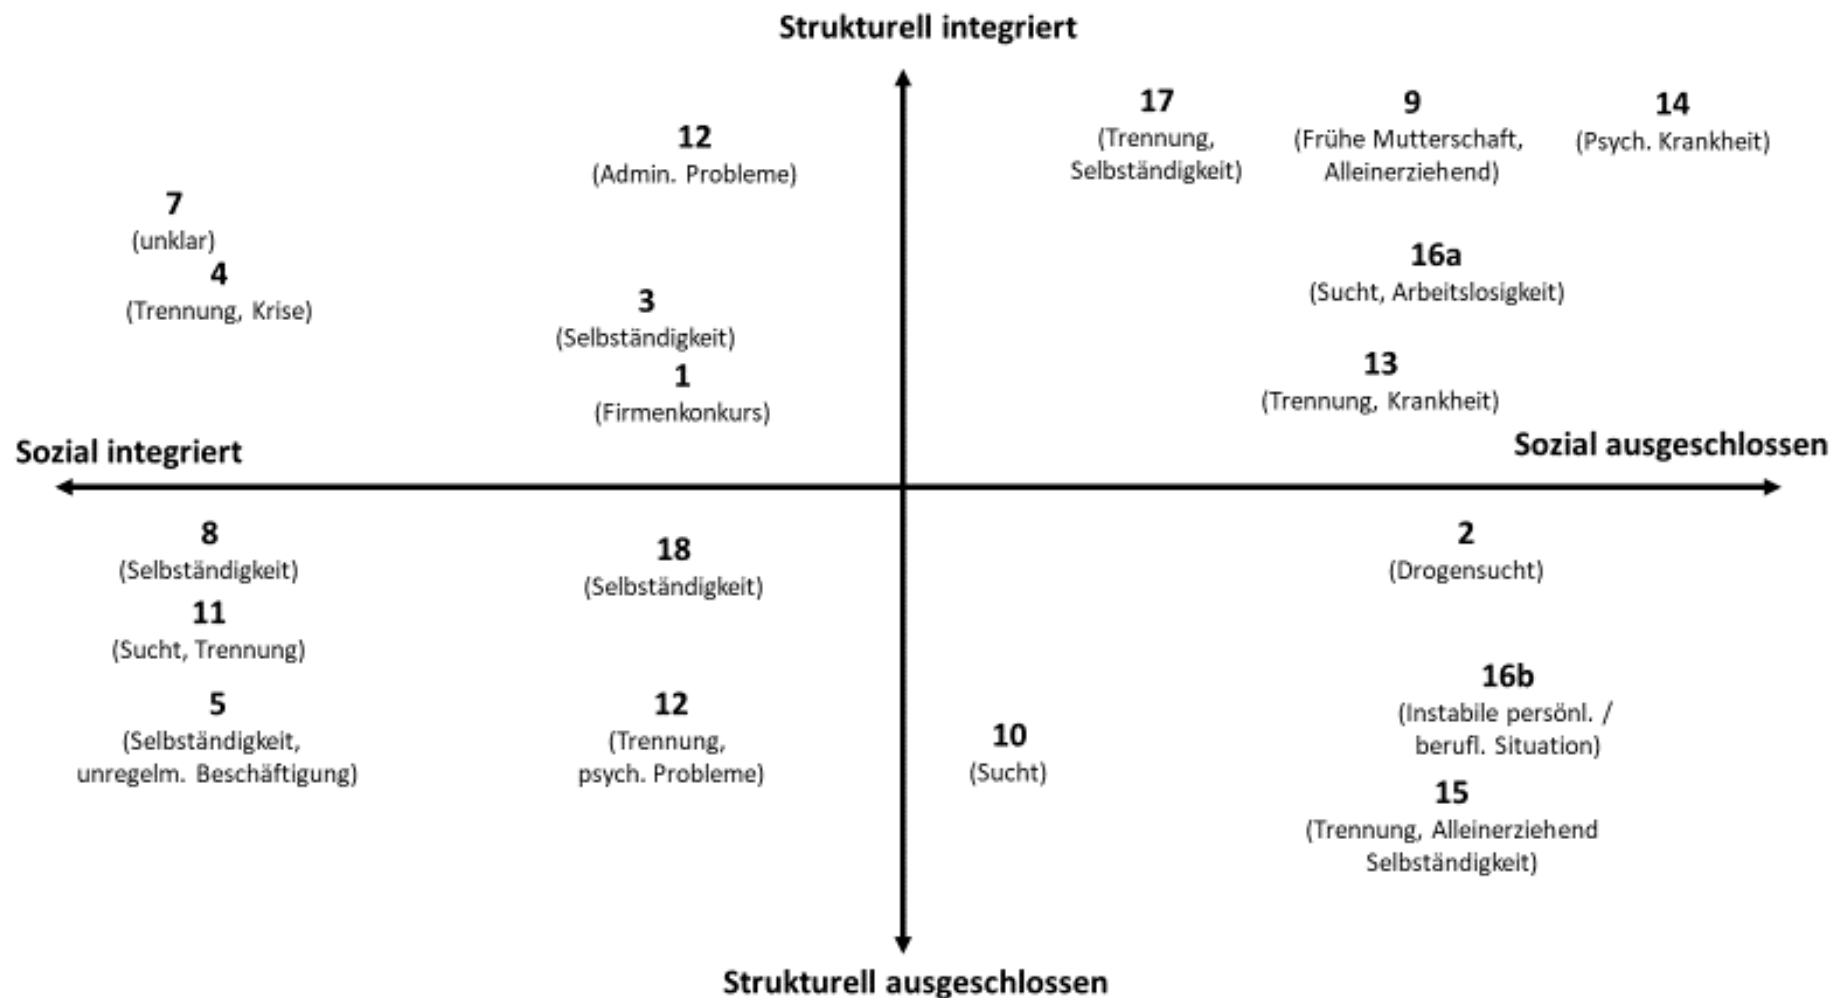 Strukturell integriert
17
(Trennung,
Selbständigkeit)
9
(Frühe Mutterschaft,
Alleinerziehend)
14
(Psych. Krankheit)
12
(Admin. Probleme)
7
(unklar)
4
(Trennung, Krise)
16a
(Sucht, Arbeitslosigkeit)
3
(Selbständigkeit)
1
(Firmenkonkurs)
13
(Trennung, Krankheit)
Sozial integriert
Sozial ausgeschlossen
8
(Selbständigkeit)
18
(Selbständigkeit)
2
(Drogensucht)
11
(Sucht, Trennung)
5
(Selbständigkeit,
unregelm. Beschäftigung)
12
(Trennung,
psych. Probleme)
10
(Sucht)
16b
(Instabile persönl. /
berufl. Situation)
15
(Trennung, Alleinerziehend
Selbständigkeit)
Strukturell ausgeschlossen